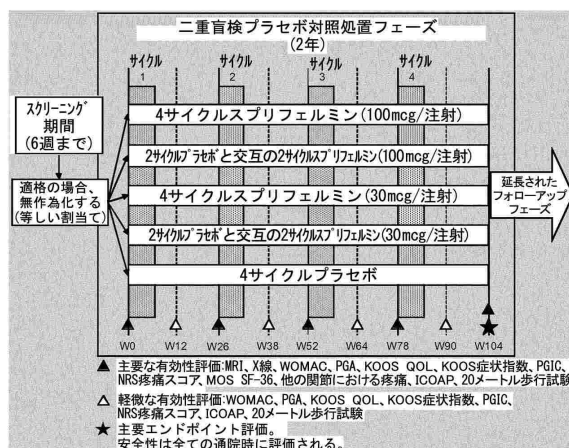 二重盲検プラセボ対照処置フェーズ
(2年)
サイクル サイクル サイクル サイクル
1 2 3 4
スクリーニング
期間
(6週まで)
適格の場合、
無作為化する
(等しい割当て)
4サイクルスプリフェルミン(100mcg/注射)
2サイクルプラセボと交互の2サイクルスプリフェルミン(100mcg/注射)
4サイクルスプリフェルミン(30mcg/注射)
2サイクルプラセボと交互の2サイクルスプリフェルミン(30mcg/注射)
4サイクルプラセボ
延長された
フォローアップ
フェーズ
W0 W12 W26 W38 W52 W64 W78 W90 W104
▲ 主要な有効性評価:MRI、X線、WOMAC、PGA、KOOS QOL、KOOS症状指数、PGIC、
NRS疼痛スコア、MOS SF-36、他の関節における疼痛、ICOAP、20メートル歩行試験
△ 軽微な有効性評価:WOMAC、PGA、KOOS QOL、KOOS症状指数、PGIC、
NRS疼痛スコア、ICOAP、20メートル歩行試験
★ 主要エンドポイント評価。
安全性は全ての通院時に評価される。